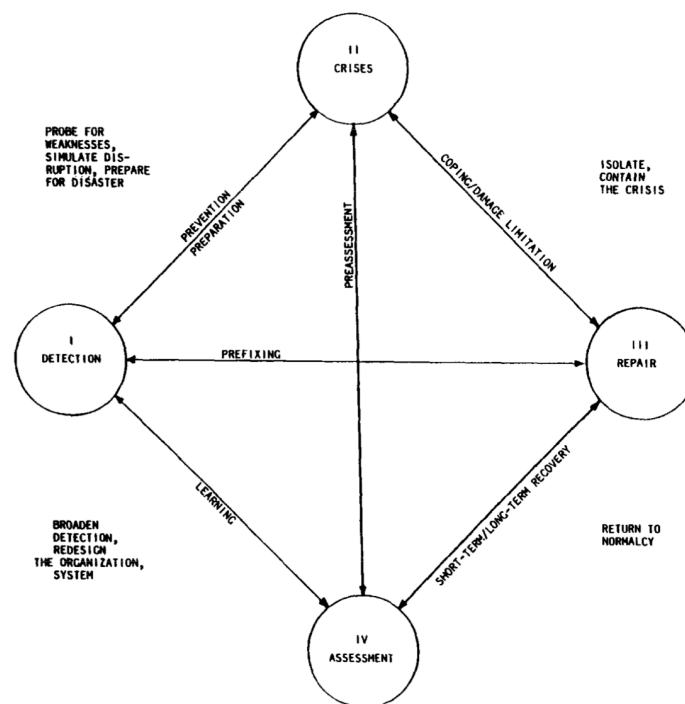 II
CRISES
PROBE FOR
WEAKNESSES,
SIMULATE DIS-
RUPTION, PREPARE
FOR DISASTER
ISOLATE,
CONTAIN
THE CRISIS
PREVENTION
PREPARATION
PREASSESSMENT
COPING/DAMAGE LIMITATION
I
DETECTION
PREFIXING
III
REPAIR
LEARNING
SHORT-TERM/LONG-TERM RECOVERY
BROADEN
DETECTION,
REDESIGN
THE ORGANIZATION,
SYSTEM
RETURN TO
NORMALCY
IV
ASSESSMENT